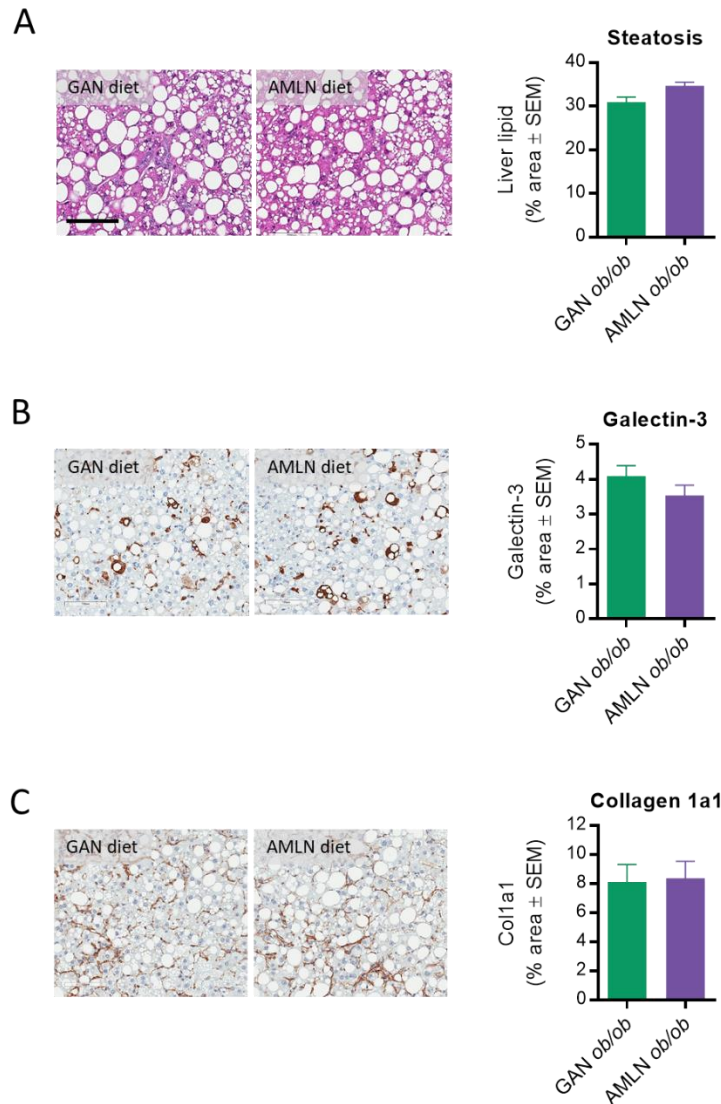 A
GAN diet
AMLN diet
Steatosis
Liver lipid
(% area ± SEM)
40
30
20
10
0
GAN ob/ob
AMLN ob/ob
B
GAN diet
AMLN diet
Galectin-3
Galectin-3
(% area ± SEM)
5
4
3
2
1
0
GAN ob/ob
AMLN ob/ob
C
GAN diet
AMLN diet
Collagen 1a1
Col1a1
(% area ± SEM)
12
10
8
6
4
2
0
GAN ob/ob
AMLN ob/ob